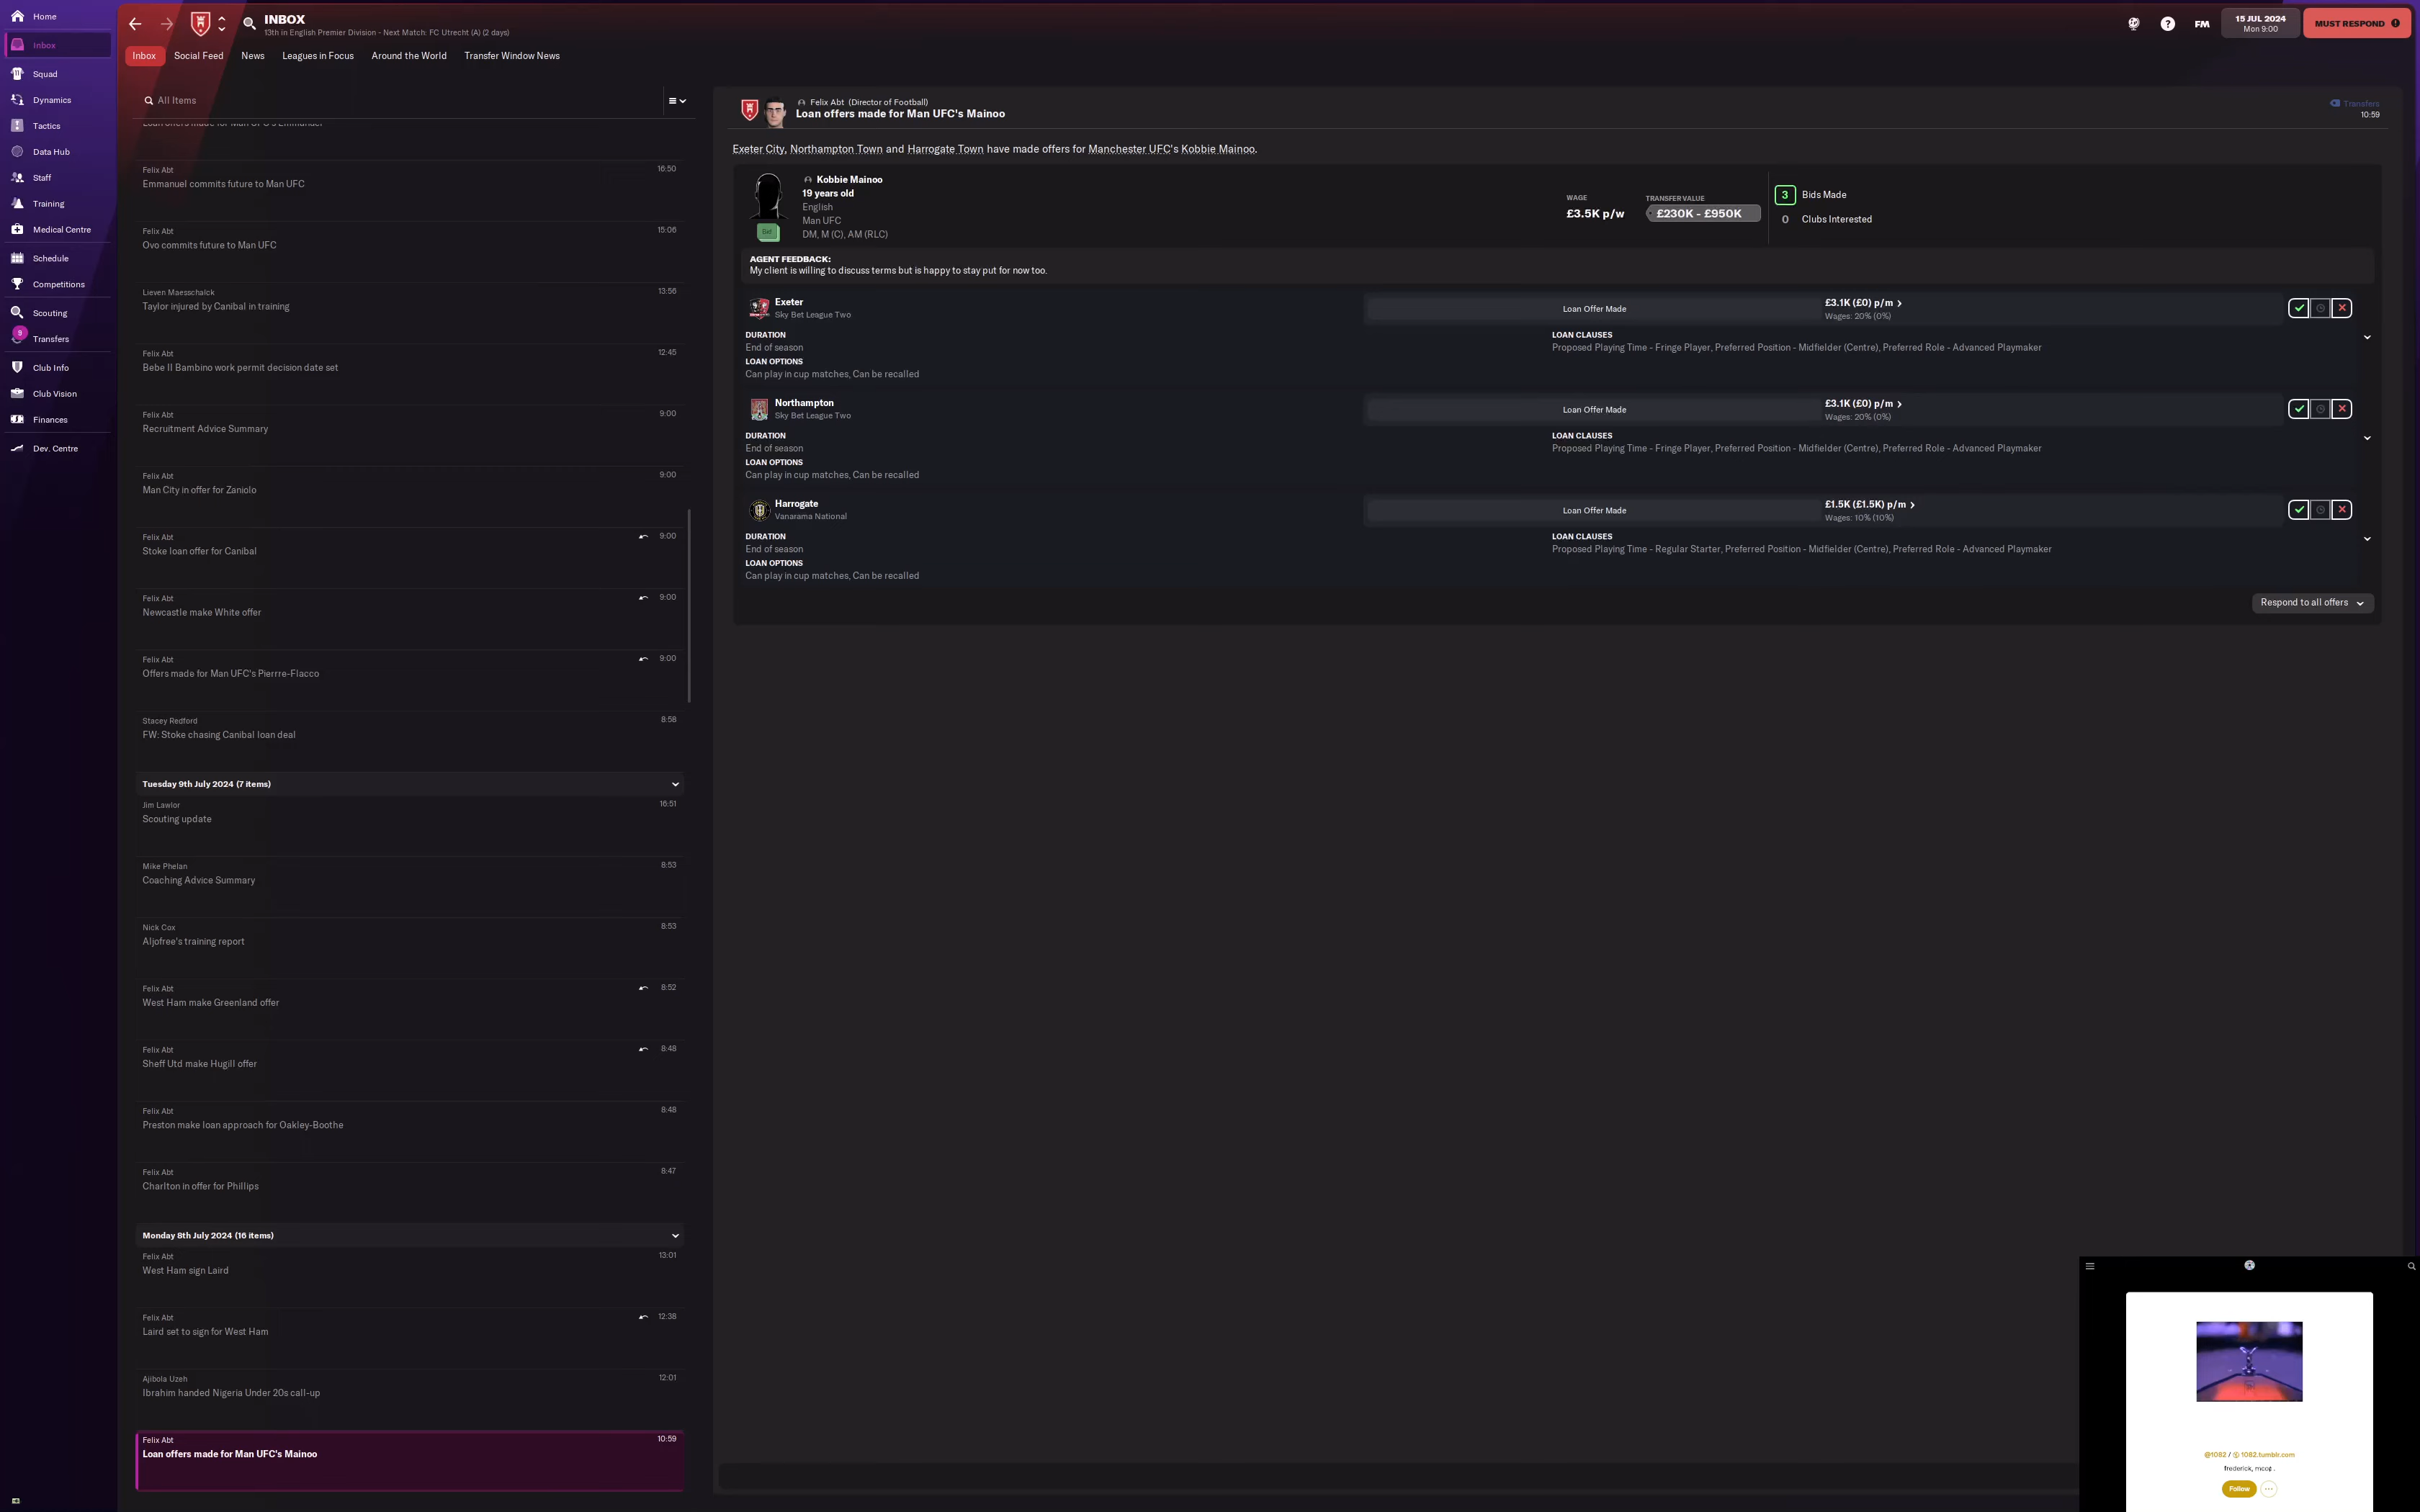 Home
Inbox
Squad
Dynamics
Tactics
Data Hub
Staff
Training
Medical Centre
Schedule
Competitions
Scouting
9
Transfers
Club Info
Club Vision
Finances
Dev. Centre
INBOX
13th in English Premier Division - Next Match: FC Utrecht (A) (2 days)
FM
15 JUL 2024
Mon 9:00
MUST RESPOND
Inbox Social Feed News Leagues in Focus Around the World Transfer Window News
All Items
Loan offers made for Man UFC's Emmanuel
Felix Abt 16:50
Emmanuel commits future to Man UFC
Felix Abt 15:06
Ovo commits future to Man UFC
Lieven Maesschalck 13:56
Taylor injured by Canibal in training
Felix Abt 12:45
Bebe II Bambino work permit decision date set
Felix Abt 9:00
Recruitment Advice Summary
Felix Abt 9:00
Man City in offer for Zaniolo
Felix Abt 9:00
Stoke loan offer for Canibal
Felix Abt 9:00
Newcastle make White offer
Felix Abt 9:00
Offers made for Man UFC's Pierrre-Flacco
Stacey Redford 8:58
FW: Stoke chasing Canibal loan deal
Tuesday 9th July 2024 (7 items)
Jim Lawlor 16:51
Scouting update
Mike Phelan 8:53
Coaching Advice Summary
Nick Cox 8:53
Aljofree's training report
Felix Abt 8:52
West Ham make Greenland offer
Felix Abt 8:48
Sheff Utd make Hugill offer
Felix Abt 8:48
Preston make loan approach for Oakley-Boothe
Felix Abt 8:47
Charlton in offer for Phillips
Monday 8th July 2024 (16 items)
Felix Abt 13:01
West Ham sign Laird
Felix Abt 12:38
Laird set to sign for West Ham
Ajibola Uzeh 12:01
Ibrahim handed Nigeria Under 20s call-up
Felix Abt 10:59
Loan offers made for Man UFC's Mainoo
Felix Abt (Director of Football)
Loan offers made for Man UFC's Mainoo
Transfers
10:59
Exeter City, Northampton Town and Harrogate Town have made offers for Manchester UFC's Kobbie Mainoo.
Kobbie Mainoo
19 years old
English
Man UFC
DM, M (C), AM (RLC)
Bet
WAGE
£3.5K p/w
TRANSFER VALUE
£230K - £950K
3 Bids Made
0 Clubs Interested
AGENT FEEDBACK:
My client is willing to discuss terms but is happy to stay put for now too.
Exeter
Sky Bet League Two
Loan Offer Made
£3.1K (£0) p/m
Wages: 20% (0%)
DURATION
End of season
LOAN OPTIONS
Can play in cup matches, Can be recalled
LOAN CLAUSES
Proposed Playing Time - Fringe Player, Preferred Position - Midfielder (Centre), Preferred Role - Advanced Playmaker
Northampton
Sky Bet League Two
Loan Offer Made
£3.1K (£0) p/m
Wages: 20% (0%)
DURATION
End of season
LOAN OPTIONS
Can play in cup matches, Can be recalled
LOAN CLAUSES
Proposed Playing Time - Fringe Player, Preferred Position - Midfielder (Centre), Preferred Role - Advanced Playmaker
Harrogate
Vanarama National
Loan Offer Made
£1.5K (£1.5K) p/m
Wages: 10% (10%)
DURATION
End of season
LOAN OPTIONS
Can play in cup matches, Can be recalled
LOAN CLAUSES
Proposed Playing Time - Regular Starter, Preferred Position - Midfielder (Centre), Preferred Role - Advanced Playmaker
Respond to all offers
@1082 / 1082.tumblr.com
frederick,
Follow